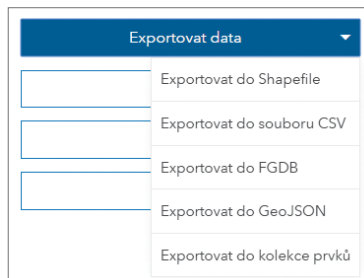 Exportovat data
Exportovat do Shapefile
Exportovat do souboru CSV
Exportovat do FGDB
Exportovat do GeoJSON
Exportovat do kolekce prvků